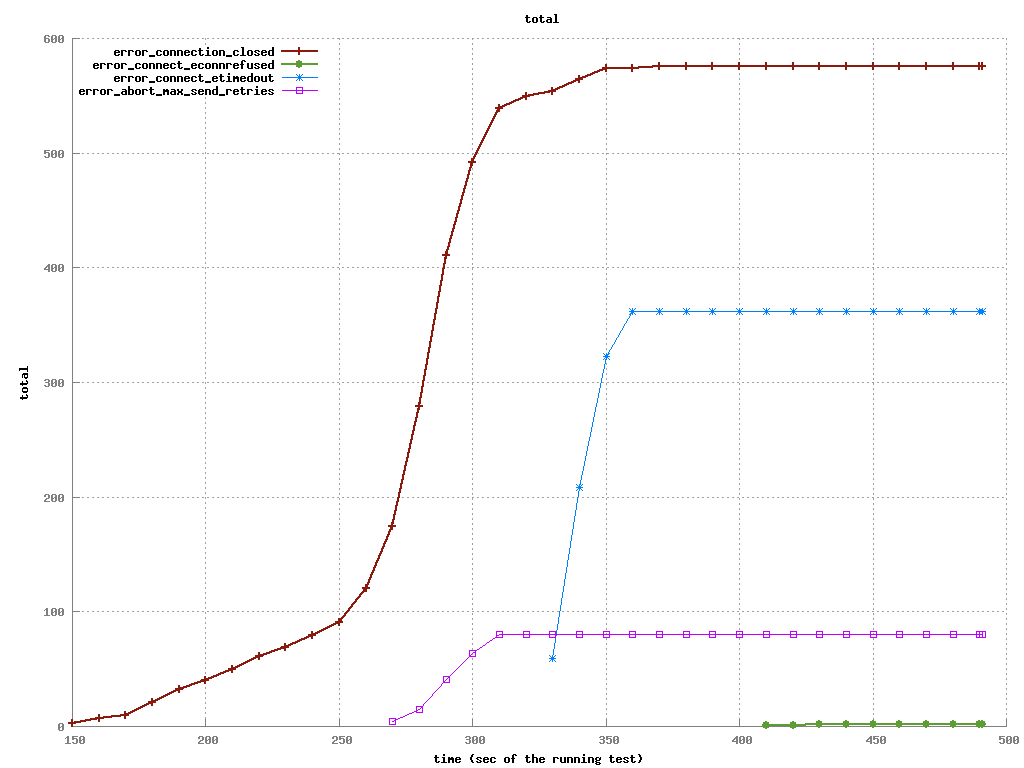 total
600
error_connection_closed
error_connect_econnrefused
error_connect_etimedout
error_abort_max_send_retries
500
400
total
300
200
100
0
150 200 250 300 350 400 450 500
time (sec of the running test)